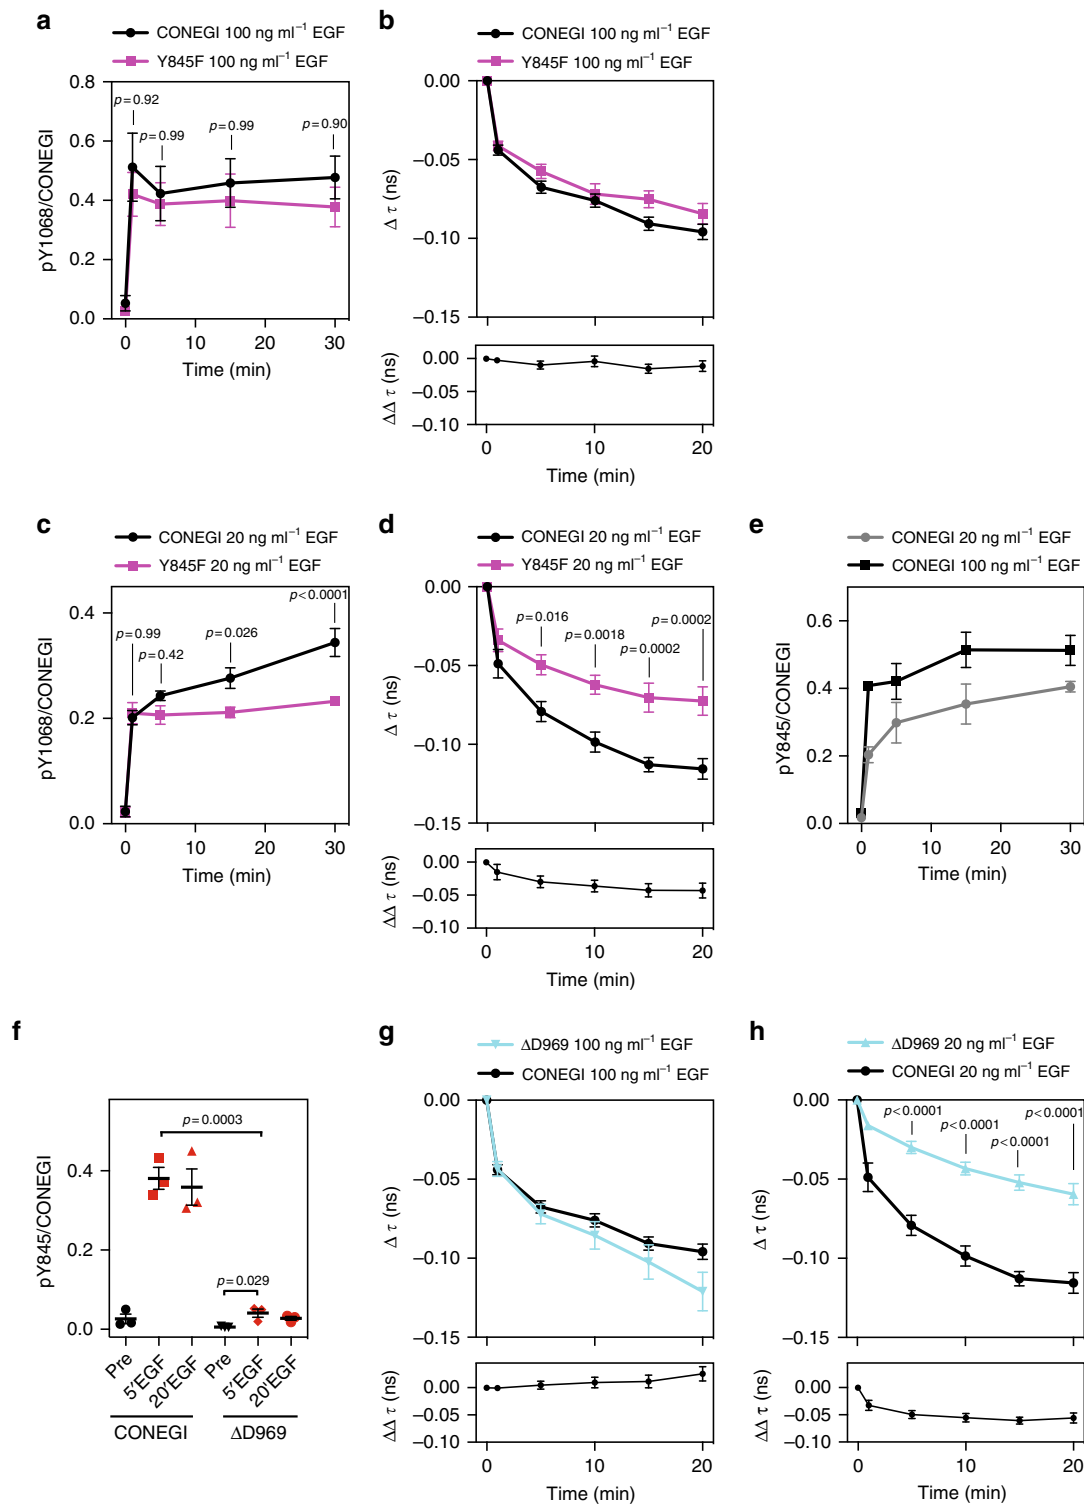 a
CONEGI 100 ng ml⁻¹ EGF
Y845F 100 ng ml⁻¹ EGF
0.8
0.6
0.4
0.2
0.0
pY1068/CONEGI
p=0.92
p=0.99
p=0.99
p=0.90
0 10 20 30
Time (min)
b
CONEGI 100 ng ml⁻¹ EGF
Y845F 100 ng ml⁻¹ EGF
0.00
−0.05
−0.10
−0.15
Δ τ (ns)
0.00
−0.05
−0.10
ΔΔ τ (ns)
0 10 20
Time (min)
c
CONEGI 20 ng ml⁻¹ EGF
Y845F 20 ng ml⁻¹ EGF
0.4
0.2
0.0
pY1068/CONEGI
p=0.99
p=0.42
p=0.026
p<0.0001
0 10 20 30
Time (min)
d
CONEGI 20 ng ml⁻¹ EGF
Y845F 20 ng ml⁻¹ EGF
0.00
−0.05
−0.10
−0.15
Δ τ (ns)
p=0.016
p=0.0018
p=0.0002
p=0.0002
0.00
−0.05
−0.10
ΔΔ τ (ns)
0 10 20
Time (min)
e
CONEGI 20 ng ml⁻¹ EGF
CONEGI 100 ng ml⁻¹ EGF
0.6
0.4
0.2
0.0
pY845/CONEGI
0 10 20 30
Time (min)
f
0.4
0.2
0.0
pY845/CONEGI
p=0.0003
p=0.029
Pre 5′EGF 20′EGF Pre 5′EGF 20′EGF
CONEGI ΔD969
g
ΔD969 100 ng ml⁻¹ EGF
CONEGI 100 ng ml⁻¹ EGF
0.00
−0.05
−0.10
−0.15
Δ τ (ns)
0.00
−0.05
−0.10
ΔΔ τ (ns)
0 10 20
Time (min)
h
ΔD969 20 ng ml⁻¹ EGF
CONEGI 20 ng ml⁻¹ EGF
0.00
−0.05
−0.10
−0.15
Δ τ (ns)
p<0.0001
p<0.0001
p<0.0001
p<0.0001
0.00
−0.05
−0.10
ΔΔ τ (ns)
0 10 20
Time (min)